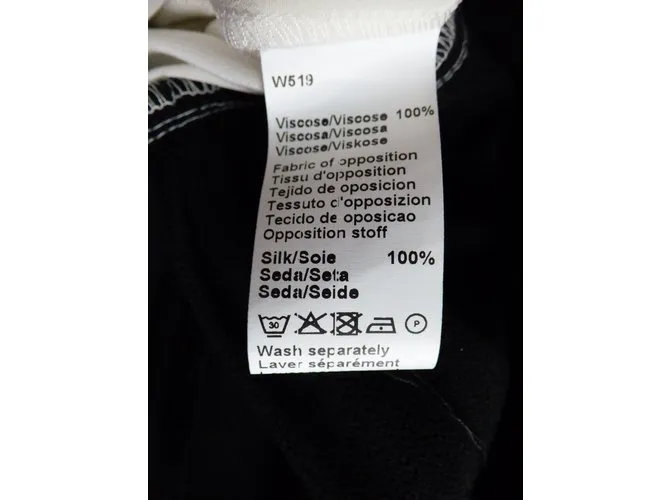 W519
Viscose/Viscose 100%
Viscosa/Viscosa
Viscose/Viskose
Fabric of opposition
Tissu d'opposition
Tejido de oposicion
Tessuto d'opposizion
Tecido de oposicao
Opposition stoff
Silk/Soie 100%
Seda/Seta
Seda/Seide
30 P
Wash separately
Laver séparément